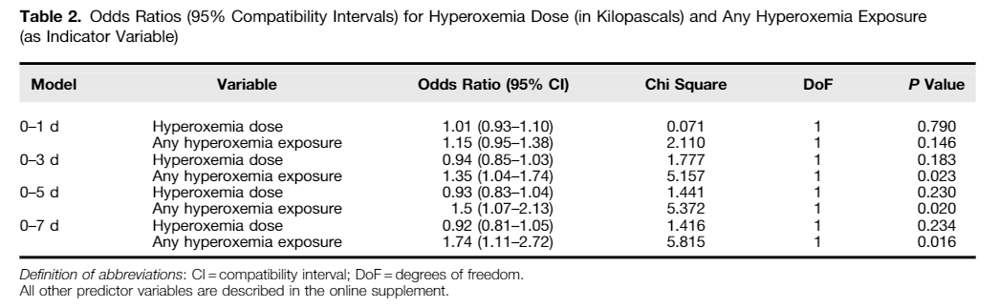 Table 2. Odds Ratios (95% Compatibility Intervals) for Hyperoxemia Dose (in Kilopascals) and Any Hyperoxemia Exposure
(as Indicator Variable)
Model Variable Odds Ratio (95% CI) Chi Square DoF P Value
0–1 d Hyperoxemia dose 1.01 (0.93–1.10) 0.071 1 0.790
Any hyperoxemia exposure 1.15 (0.95–1.38) 2.110 1 0.146
0–3 d Hyperoxemia dose 0.94 (0.85–1.03) 1.777 1 0.183
Any hyperoxemia exposure 1.35 (1.04–1.74) 5.157 1 0.023
0–5 d Hyperoxemia dose 0.93 (0.83–1.04) 1.441 1 0.230
Any hyperoxemia exposure 1.5 (1.07–2.13) 5.372 1 0.020
0–7 d Hyperoxemia dose 0.92 (0.81–1.05) 1.416 1 0.234
Any hyperoxemia exposure 1.74 (1.11–2.72) 5.815 1 0.016
Definition of abbreviations: CI = compatibility interval; DoF = degrees of freedom.
All other predictor variables are described in the online supplement.